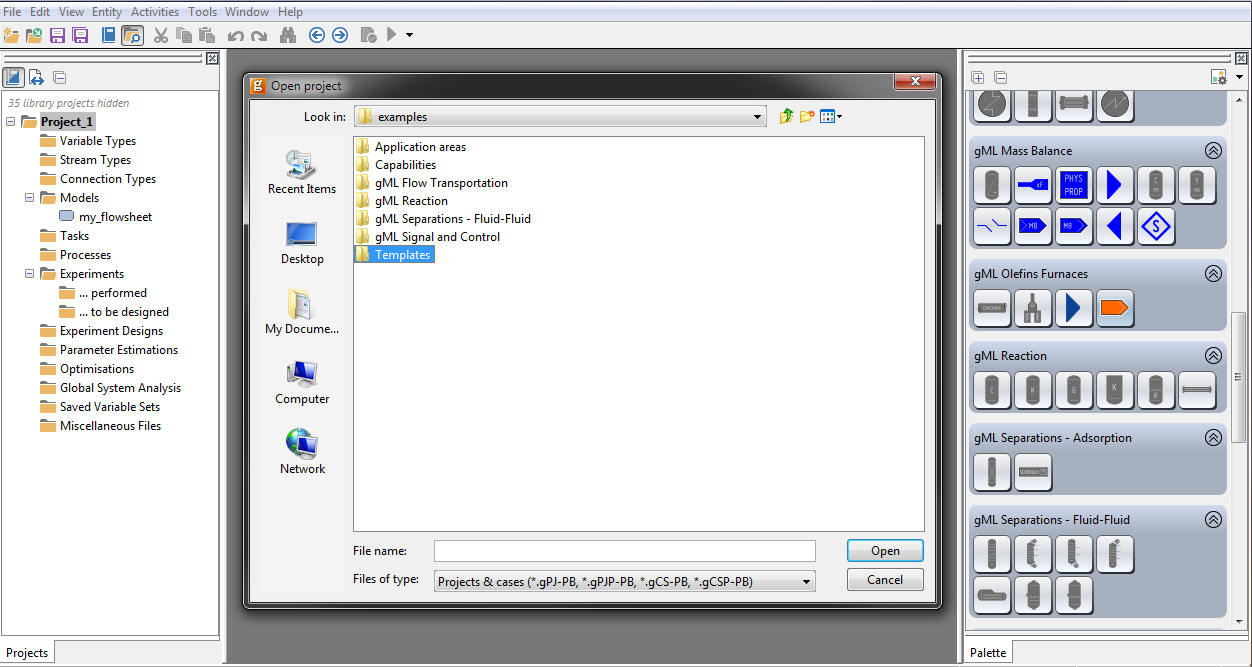 File Edit View Entity Activities Tools Window Help
35 library projects hidden
Project_1
Variable Types
Stream Types
Connection Types
Models
my_flowsheet
Tasks
Processes
Experiments
... performed
... to be designed
Experiment Designs
Parameter Estimations
Optimisations
Global System Analysis
Saved Variable Sets
Miscellaneous Files
Projects
Open project
Look in:
examples
Recent Items
Desktop
My Docume...
Computer
Network
Application areas
Capabilities
gML Flow Transportation
gML Reaction
gML Separations - Fluid-Fluid
gML Signal and Control
Templates
File name:
Open
Files of type:
Projects & cases (*.gPJ-PB, *.gPJP-PB, *.gCS-PB, *.gCSP-PB)
Cancel
gML Mass Balance
xF
PHYS
PROP
MB
MB
S
gML Olefins Furnaces
gML Reaction
C
K
G
K
K
gML Separations - Adsorption
gML Separations - Fluid-Fluid
Palette